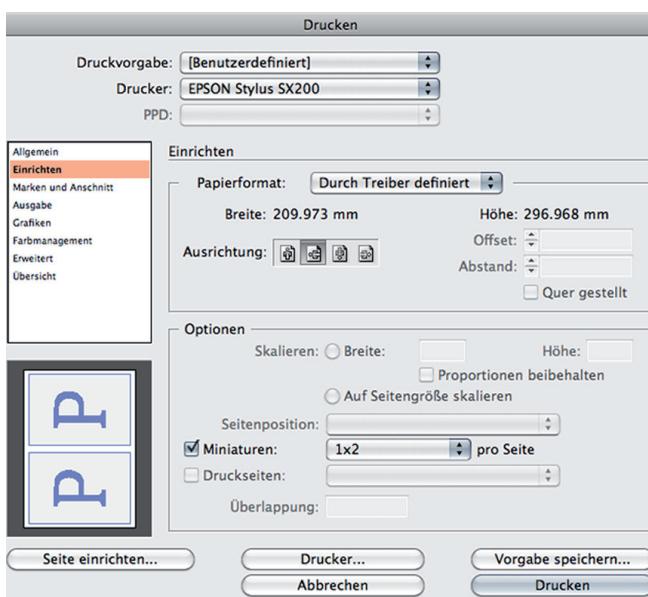 Drucken
Druckvorgabe: [Benutzerdefiniert]
Drucker: EPSON Stylus SX200
PPD:
Allgemein
Einrichten
Marken und Anschnitt
Ausgabe
Grafiken
Farbmanagement
Erweitert
Übersicht
Einrichten
Papierformat: Durch Treiber definiert
Breite: 209.973 mm Höhe: 296.968 mm
Ausrichtung:
Offset:
Abstand:
Quer gestellt
Optionen
Skalieren: Breite: Höhe:
Proportionen beibehalten
Auf Seitengröße skalieren
Seitenposition:
Miniaturen: 1x2 pro Seite
Druckseiten:
Überlappung:
P
P
Seite einrichten... Drucker... Vorgabe speichern...
Abbrechen Drucken